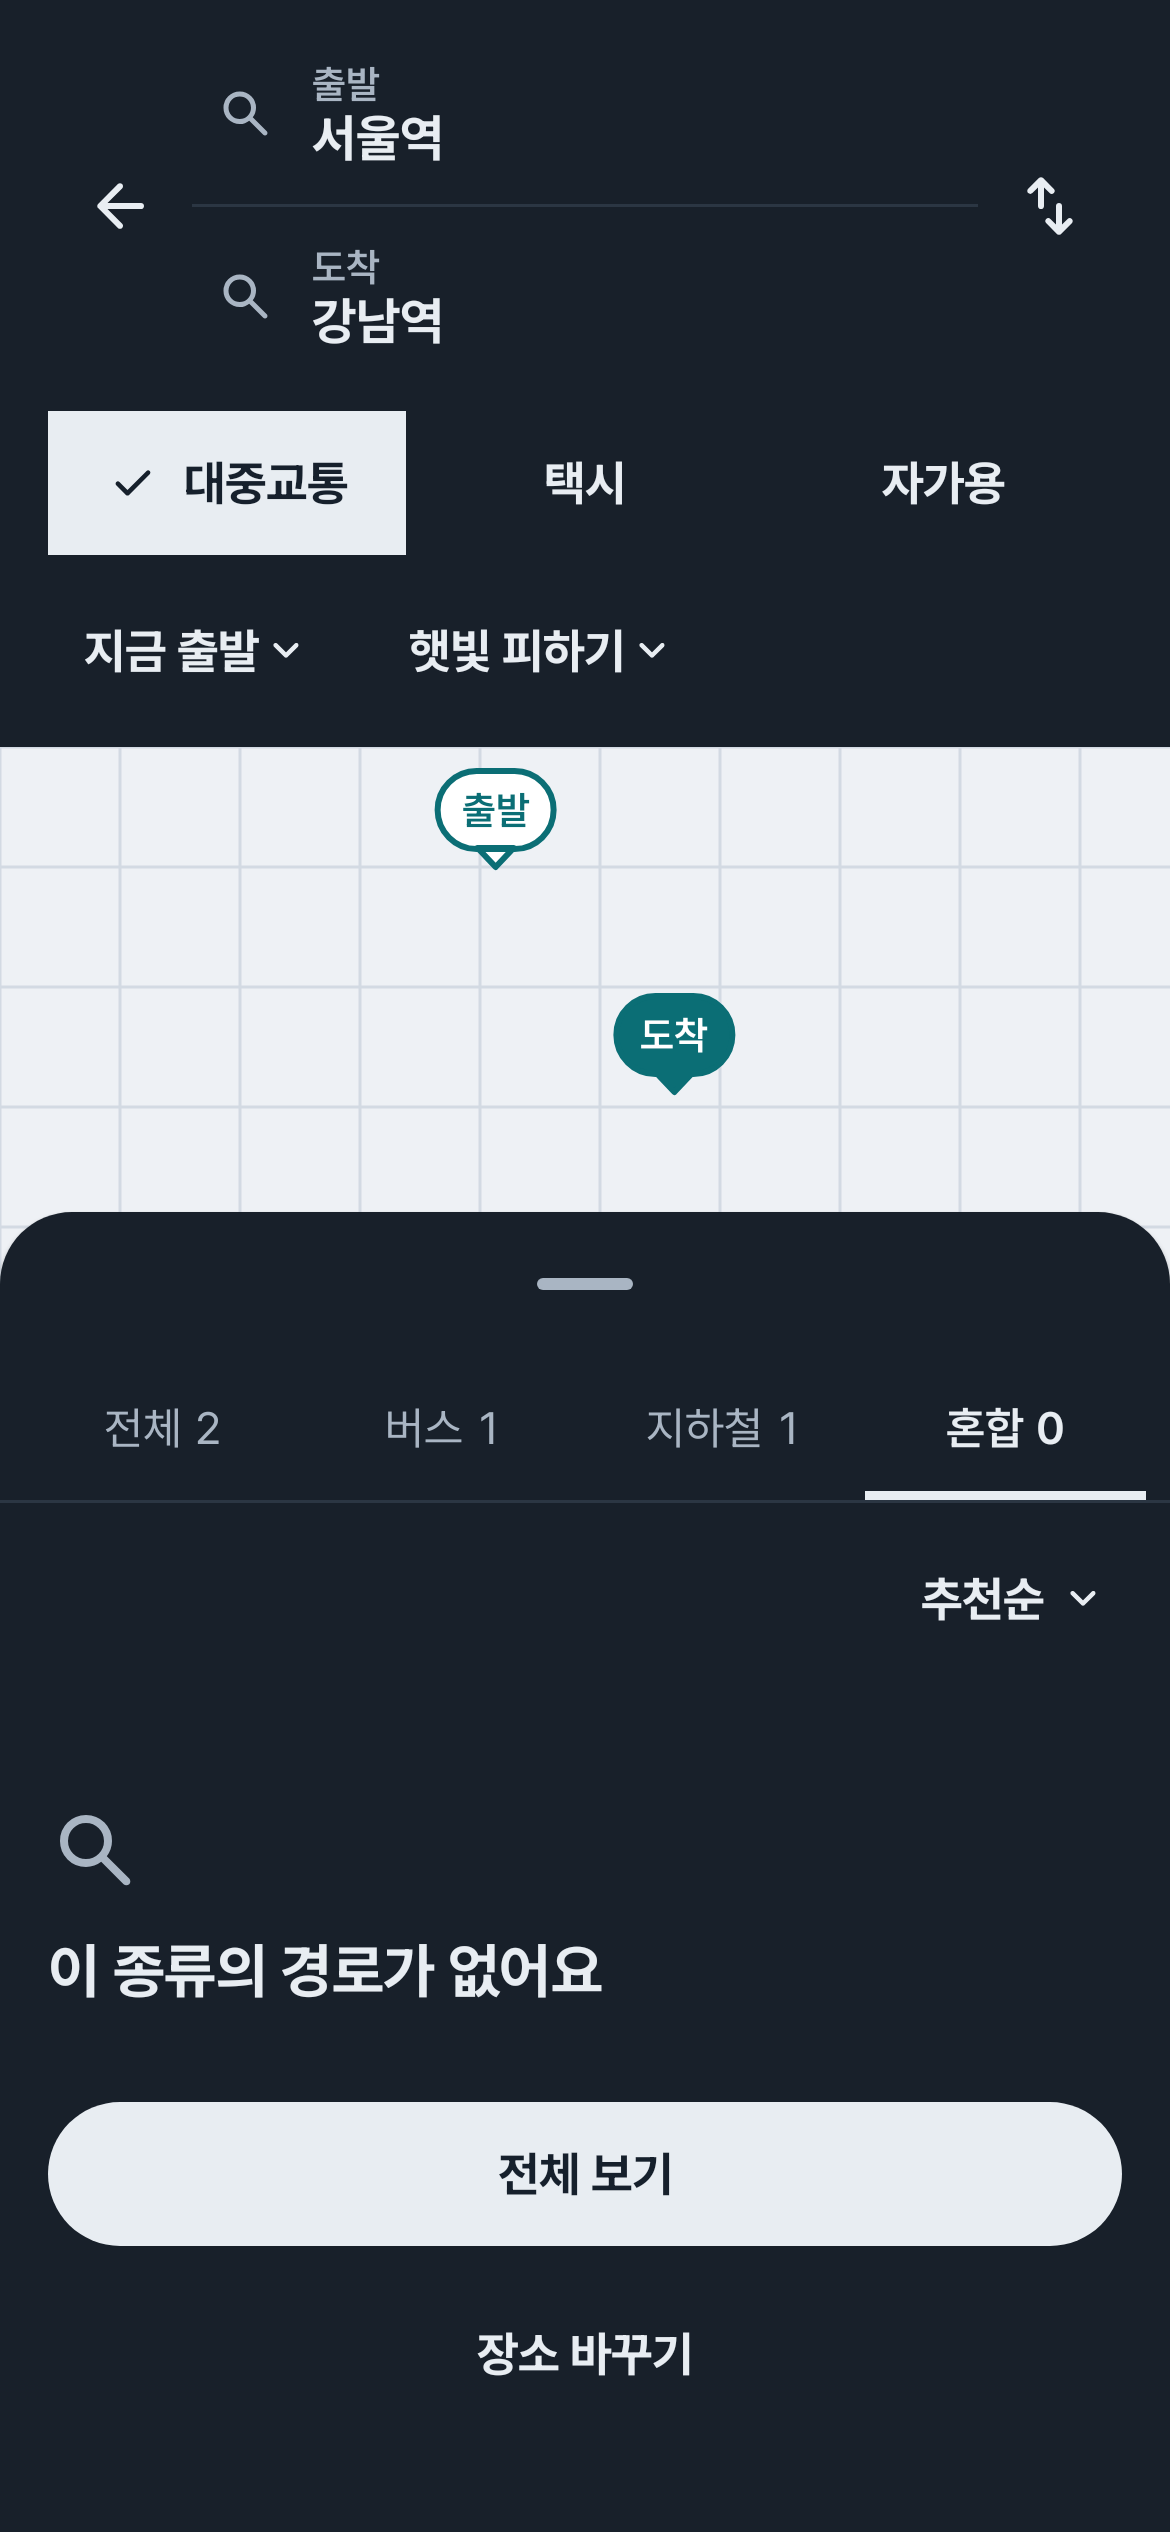 출발
서울역
도착
강남역
대중교통 택시 자가용
지금 출발 햇빛 피하기
출발
도착
전체 2 버스 1 지하철 1 혼합 0
추천순
이 종류의 경로가 없어요
전체 보기
장소 바꾸기